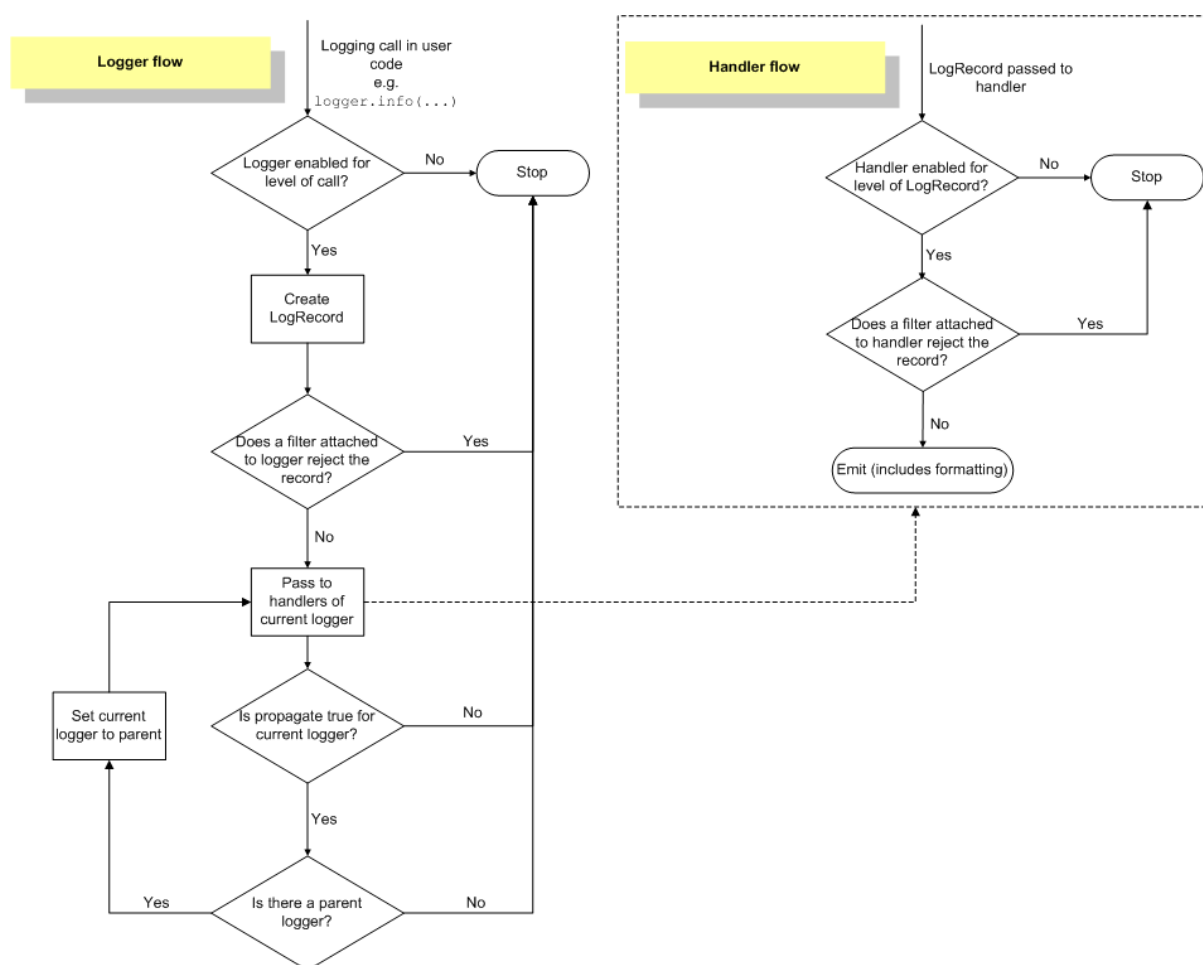 Logger flow
Logging call in user
code
e.g.
logger.info(...)
Logger enabled for
level of call?
No
Stop
Yes
Create
LogRecord
Does a filter attached
to logger reject the
record?
Yes
No
Pass to
handlers of
current logger
Is propagate true for
current logger?
No
Set current
logger to parent
Yes
Is there a parent
logger?
Yes
No
Handler flow
LogRecord passed to
handler
Handler enabled for
level of LogRecord?
No
Stop
Yes
Does a filter attached
to handler reject the
record?
Yes
No
Emit (includes formatting)